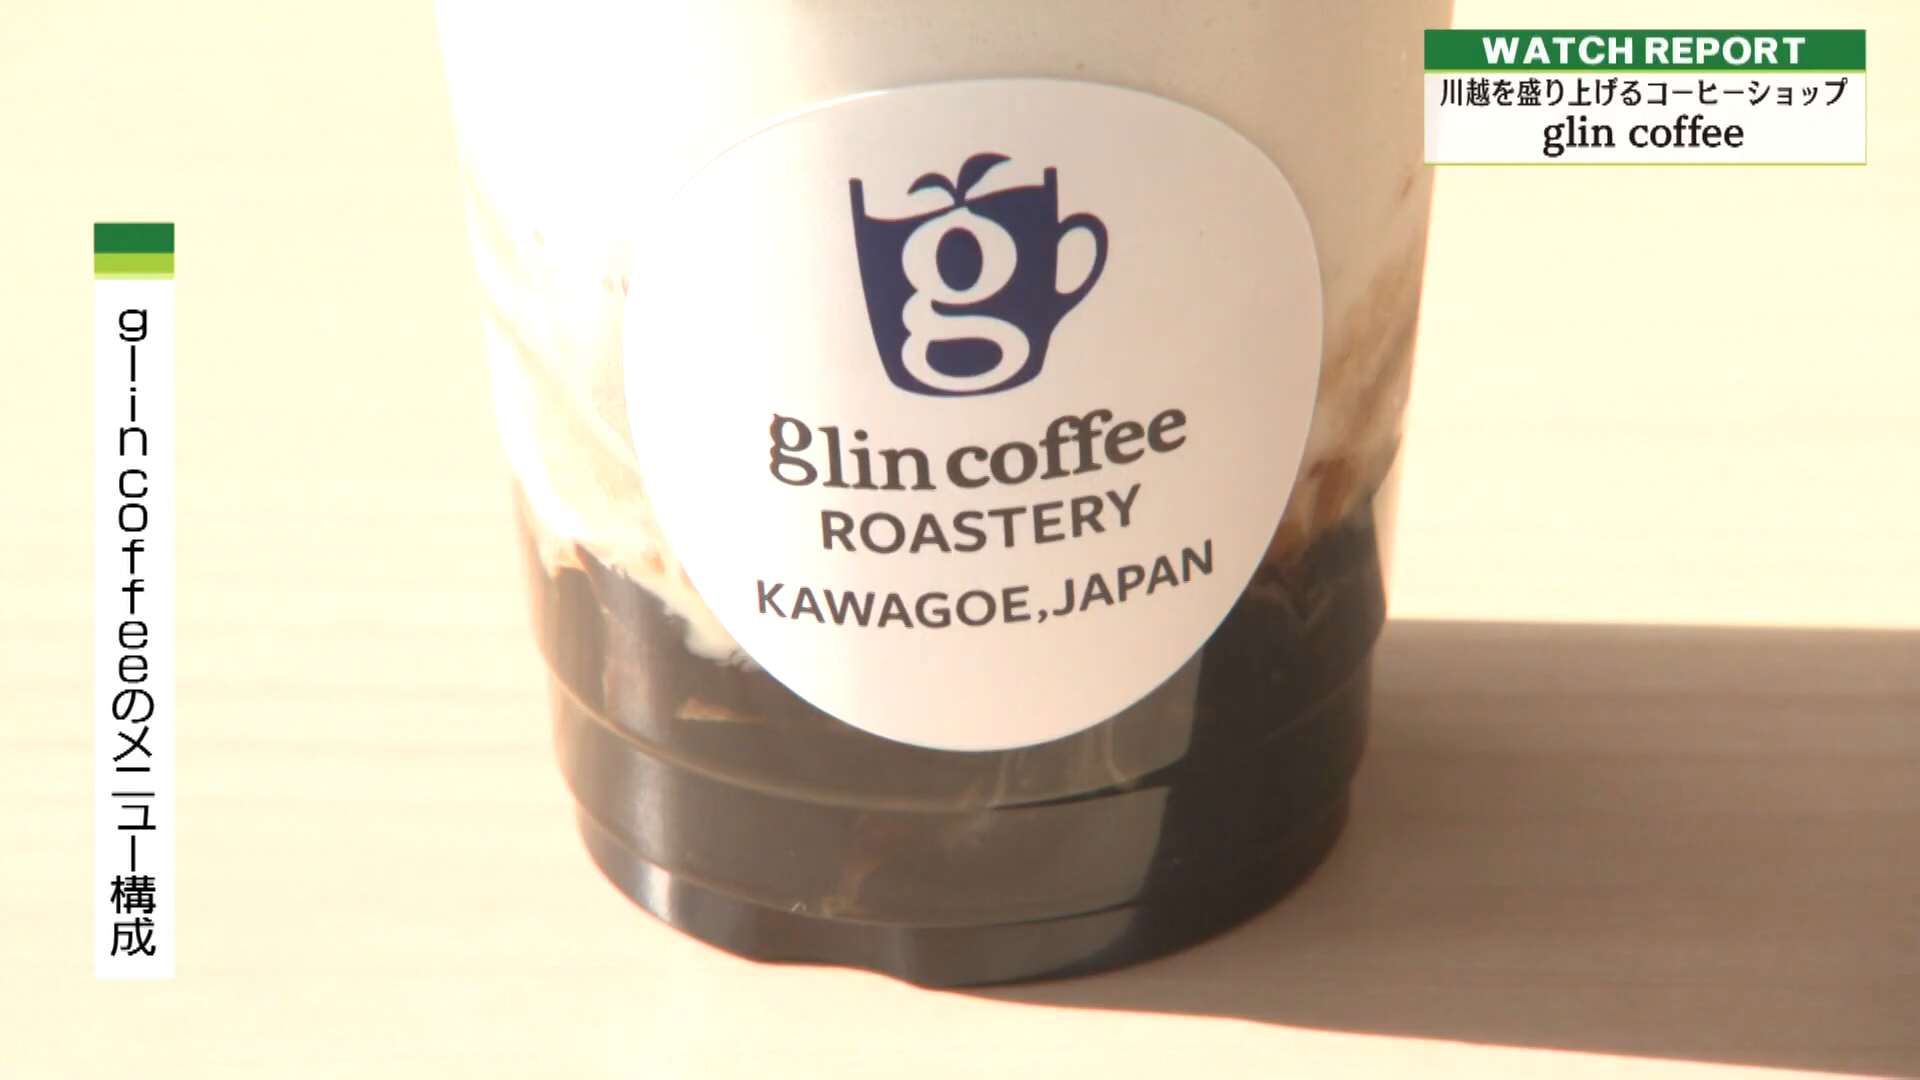 WATCH REPORT
川越を盛り上げるコーヒーショップ
glin coffee
glin coffeeのメニュー構成
g
glin coffee
ROASTERY
KAWAGOE,JAPAN